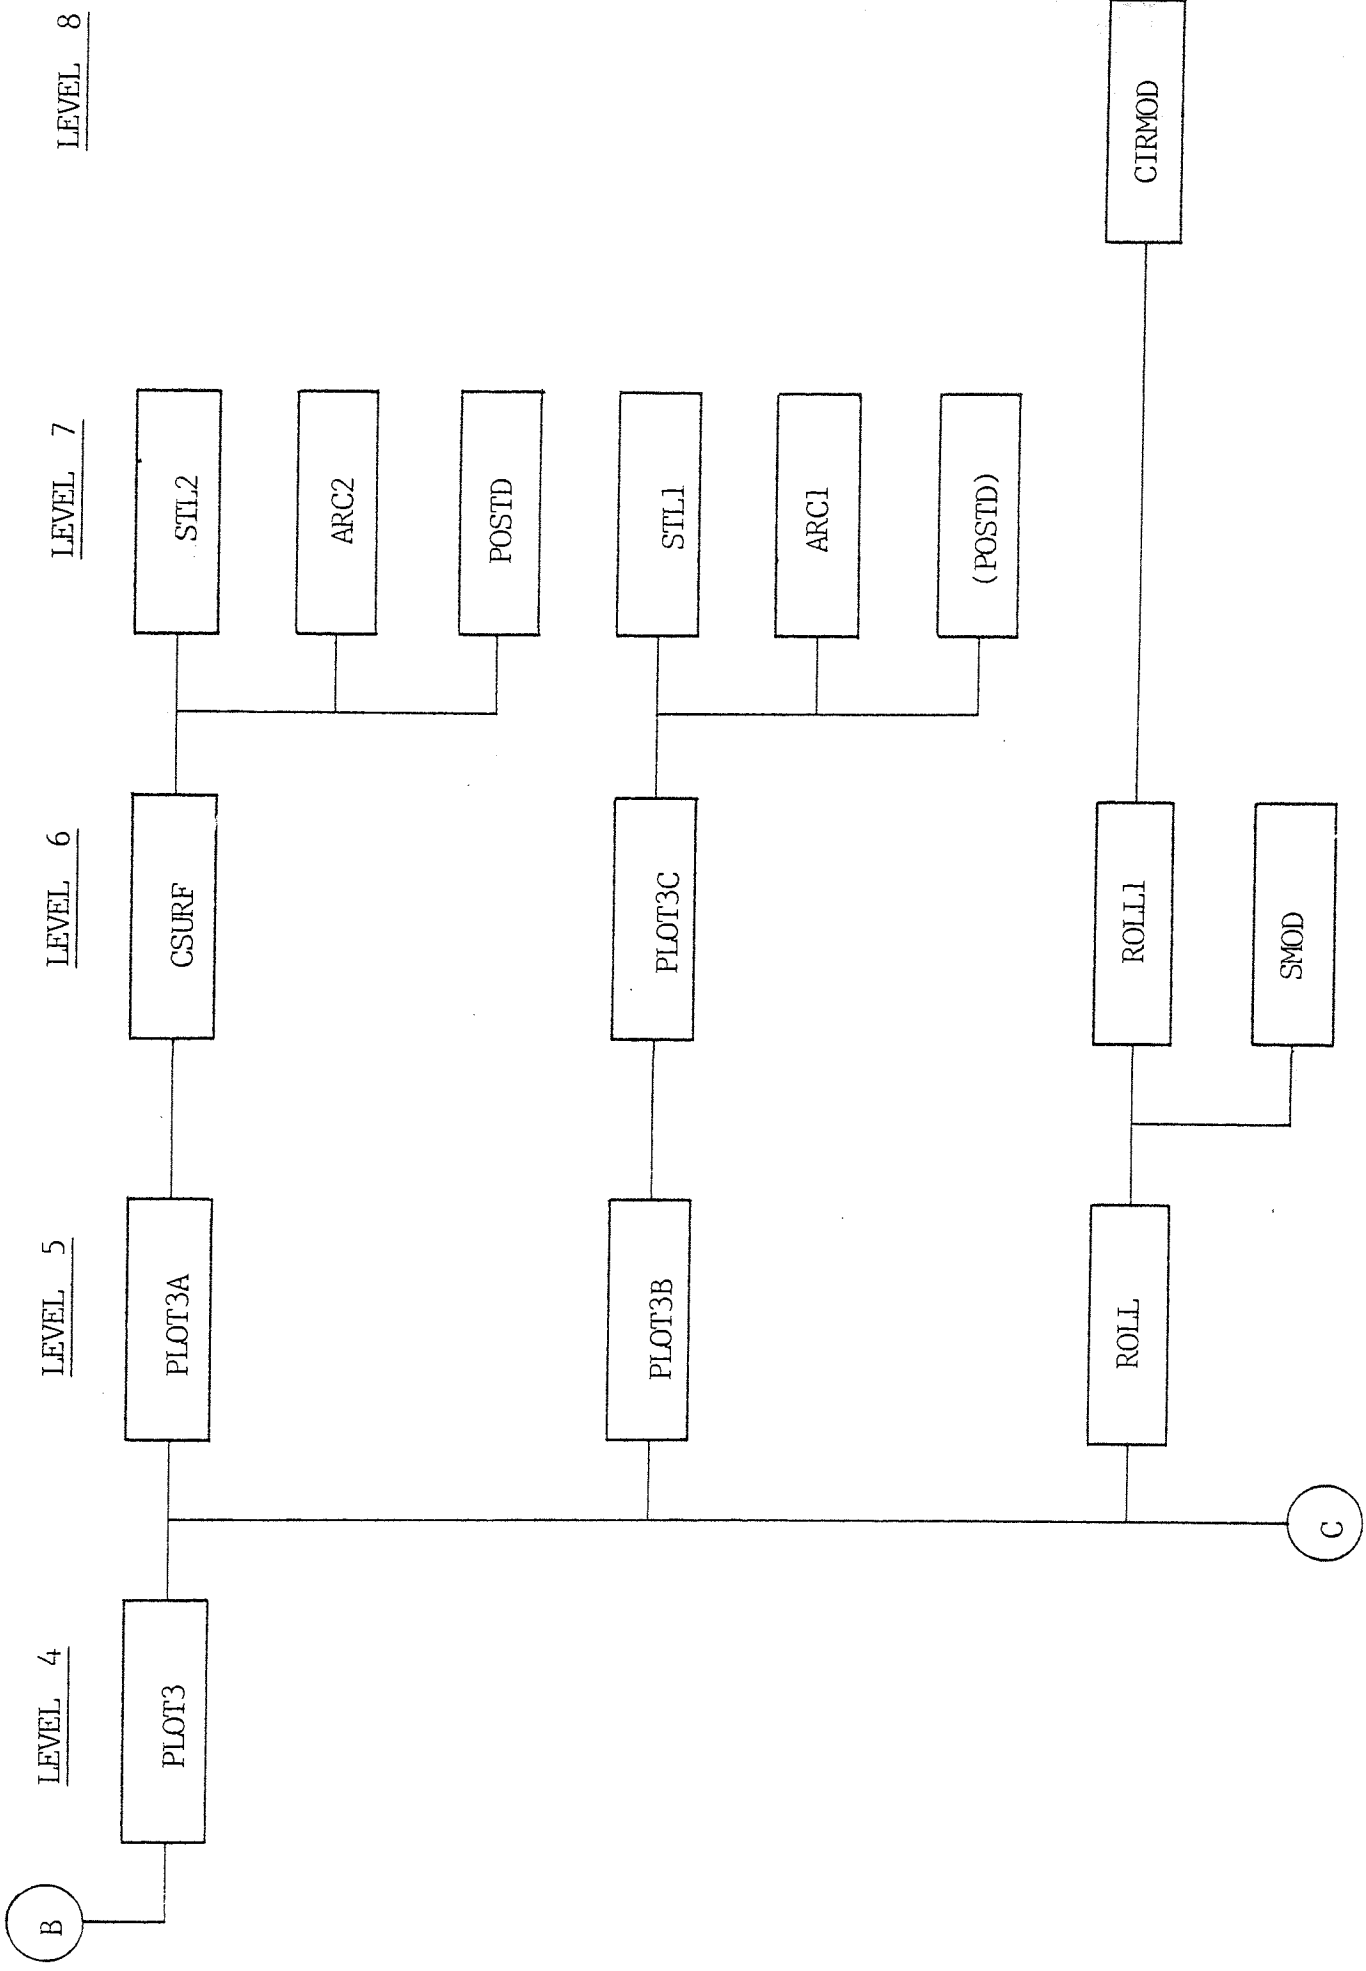 LEVEL 4
LEVEL 5
LEVEL 6
LEVEL 7
LEVEL 8
B
PLOT3
PLOT3A
CSURF
STL2
ARC2
POSTD
PLOT3B
PLOT3C
STL1
ARC1
(POSTD)
ROLL
ROLL1
CIRMOD
SMOD
C